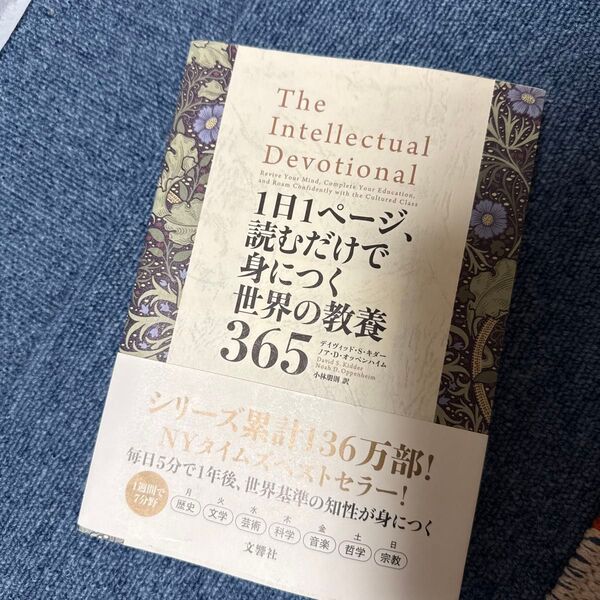 The
Intellectual
Devotional
Revive Your Mind, Complete Your Education,
and Roam Confidently with the Cultured Class
1日1ページ、
読むだけで
身につく
世界の教養
365
デイヴィッド・S・キダー
ノア・D・オッペンハイム
David S. Kidder
Noah D. Oppenheim
小林朋則 訳
シリーズ累計136万部!
NYタイムズベストセラー!
毎日5分で1年後、世界基準の知性が身につく
1週間で
7分野
月 火 水 木 金 土 日
歴史 文学 芸術 科学 音楽 哲学 宗教
文響社